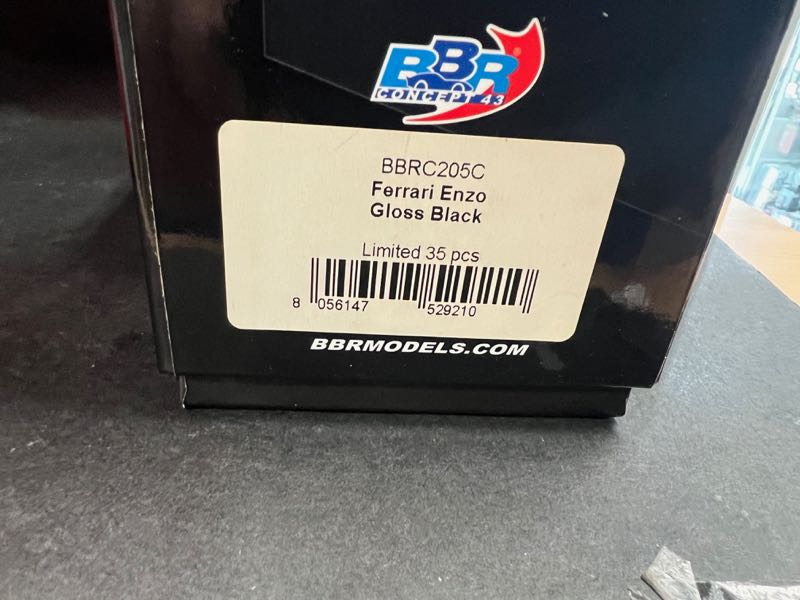 BBR®
CONCEPT 43
BBRC205C
Ferrari Enzo
Gloss Black
Limited 35 pcs
8 056147 529210
BBRMODELS.COM